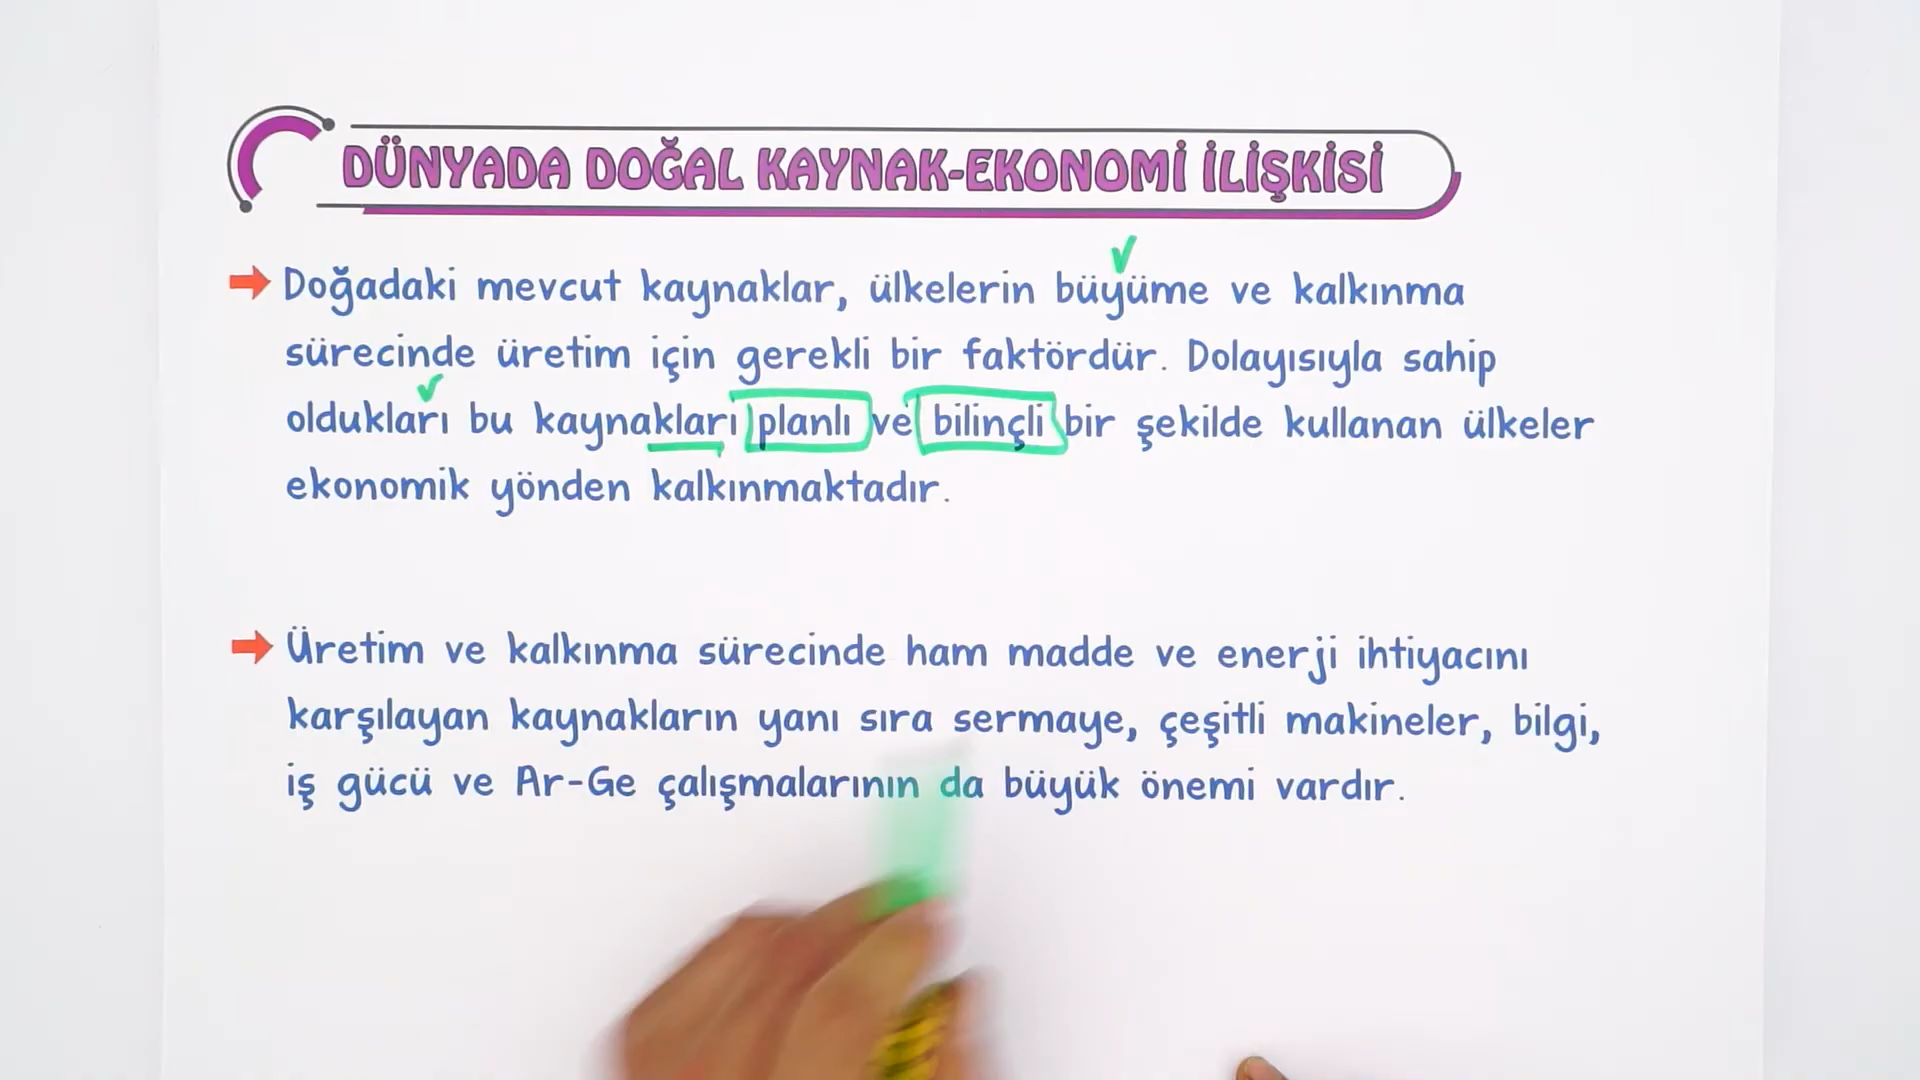 DÜNYADA DOĞAL KAYNAK-EKONOMİ İLİŞKİSİ
Doğadaki mevcut kaynaklar, ülkelerin büyüme ve kalkınma
sürecinde üretim için gerekli bir faktördür. Dolayısıyla sahip
oldukları bu kaynakları planlı ve bilinçli bir şekilde kullanan ülkeler
ekonomik yönden kalkınmaktadır.
Üretim ve kalkınma sürecinde ham madde ve enerji ihtiyacını
karşılayan kaynakların yanı sıra sermaye, çeşitli makineler, bilgi,
iş gücü ve Ar-Ge çalışmalarının da büyük önemi vardır.